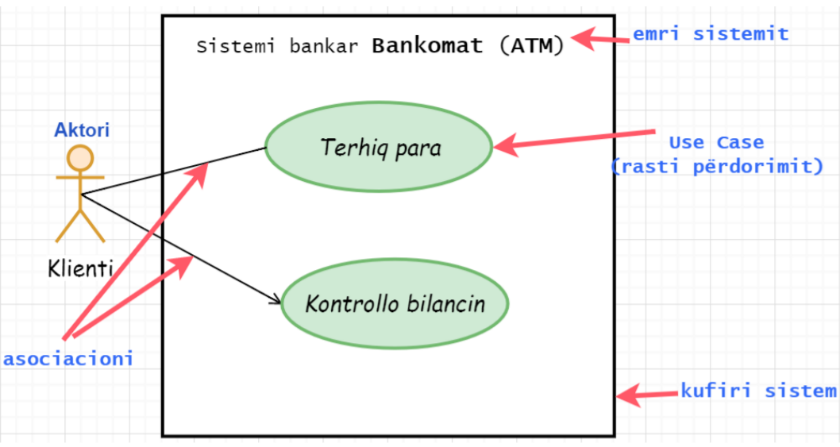 Sistemi bankar Bankomat (ATM)
emri sistemit
Aktori
Terhiq para
Use Case
(rasti përdorimit)
Klienti
Kontrollo bilancin
asociacioni
kufiri sistem